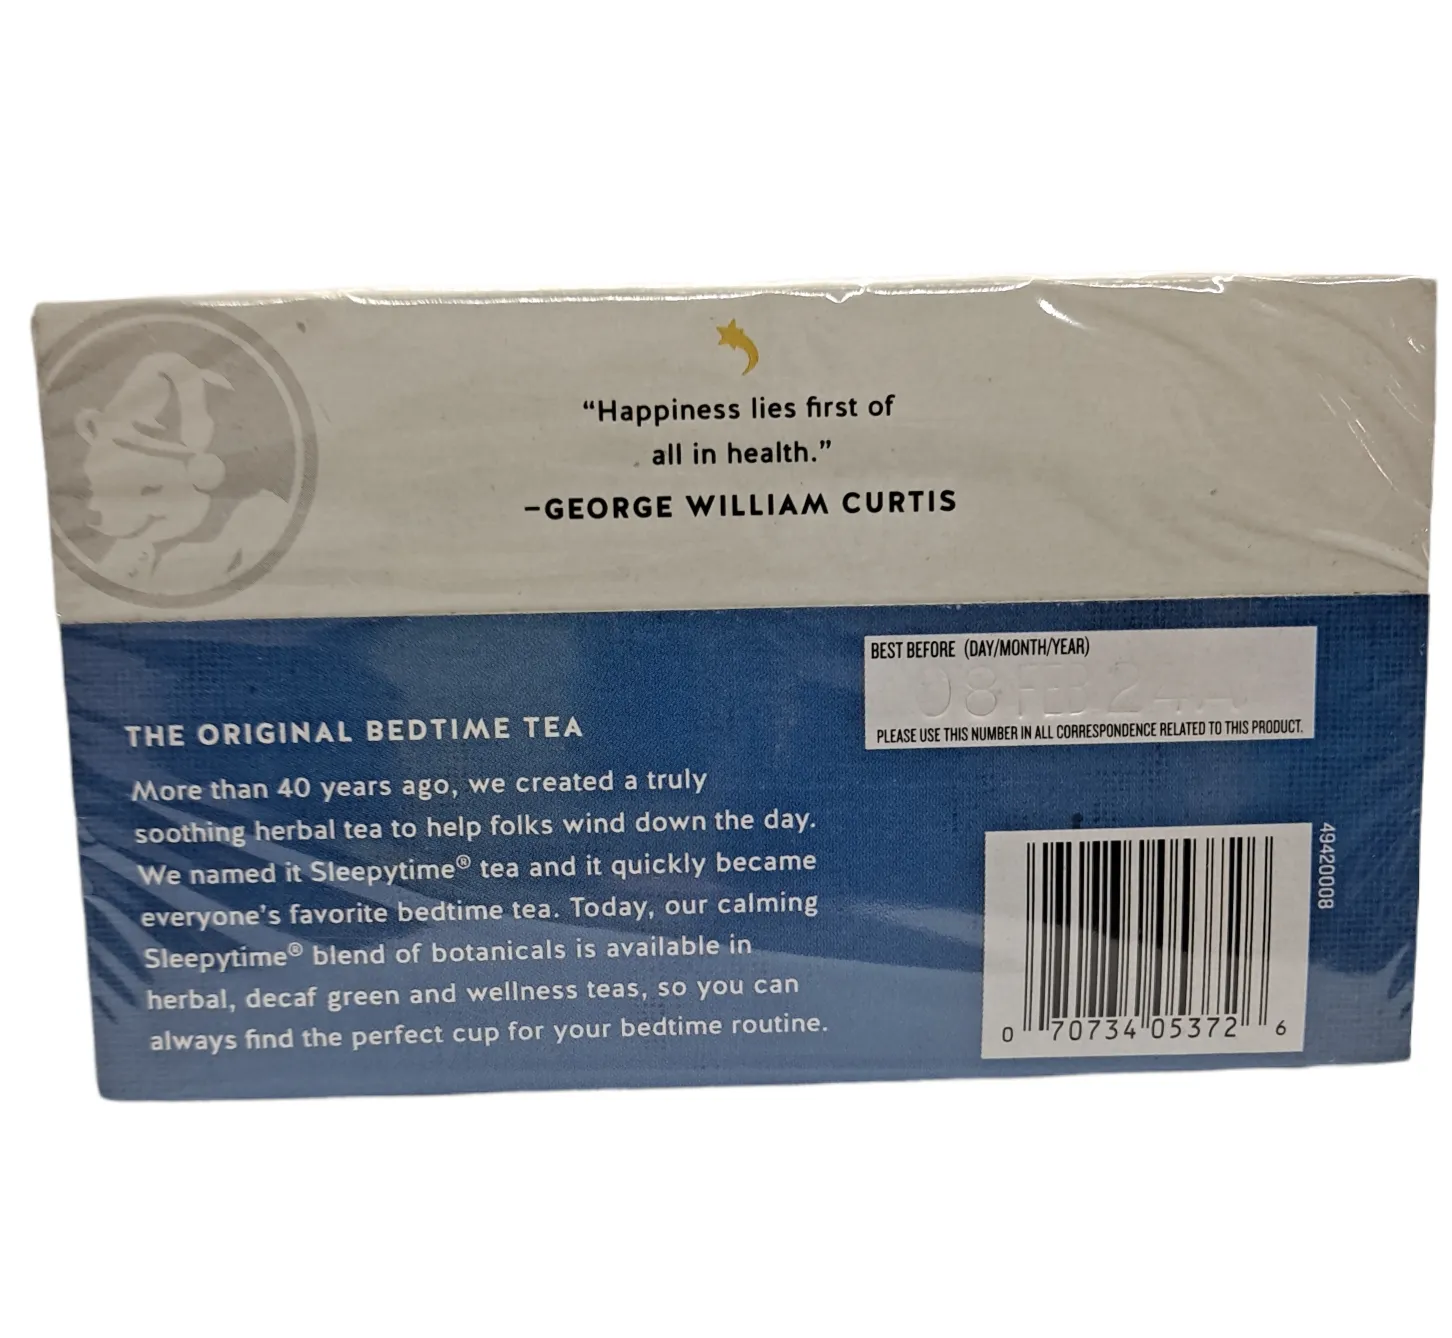 “Happiness lies first of
all in health.”
–GEORGE WILLIAM CURTIS
BEST BEFORE (DAY/MONTH/YEAR)
08 FEB 24 A
PLEASE USE THIS NUMBER IN ALL CORRESPONDENCE RELATED TO THIS PRODUCT.
THE ORIGINAL BEDTIME TEA
More than 40 years ago, we created a truly
soothing herbal tea to help folks wind down the day.
We named it Sleepytime® tea and it quickly became
everyone's favorite bedtime tea. Today, our calming
Sleepytime® blend of botanicals is available in
herbal, decaf green and wellness teas, so you can
always find the perfect cup for your bedtime routine.
49420008
0 70734 05372 6